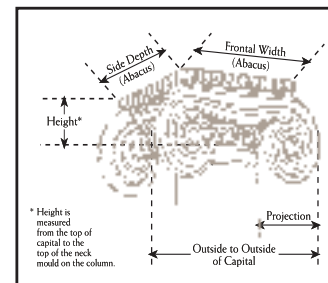 Side Depth
(Abacus)
Frontal Width
(Abacus)
Height*
* Height is
measured
from the top of
capital to the
top of the neck
mould on the column.
Projection
Outside to Outside
of Capital